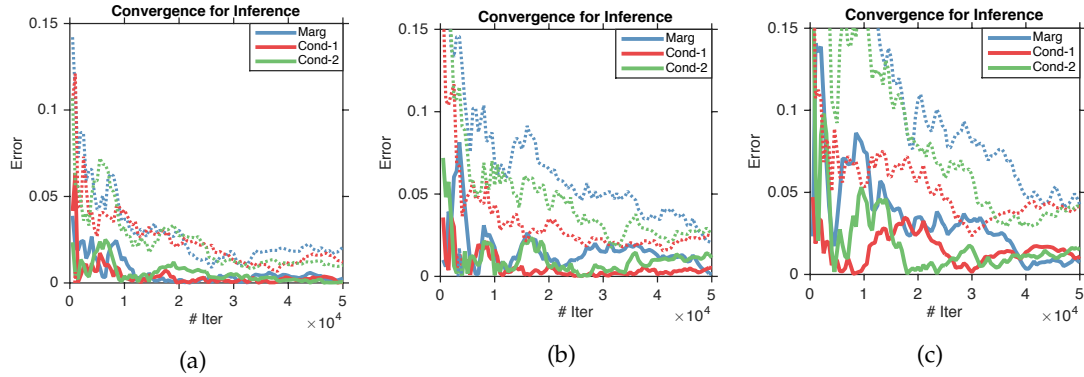 Convergence for Inference
0.15
Marg
Cond-1
Cond-2
0.1
Error
0.05
0
0 1 2 3 4 5
# Iter
×10^4
(a)
Convergence for Inference
0.15
Marg
Cond-1
Cond-2
0.1
Error
0.05
0
0 1 2 3 4 5
# Iter
×10^4
(b)
Convergence for Inference
0.15
Marg
Cond-1
Cond-2
0.1
Error
0.05
0
0 1 2 3 4 5
# Iter
×10^4
(c)